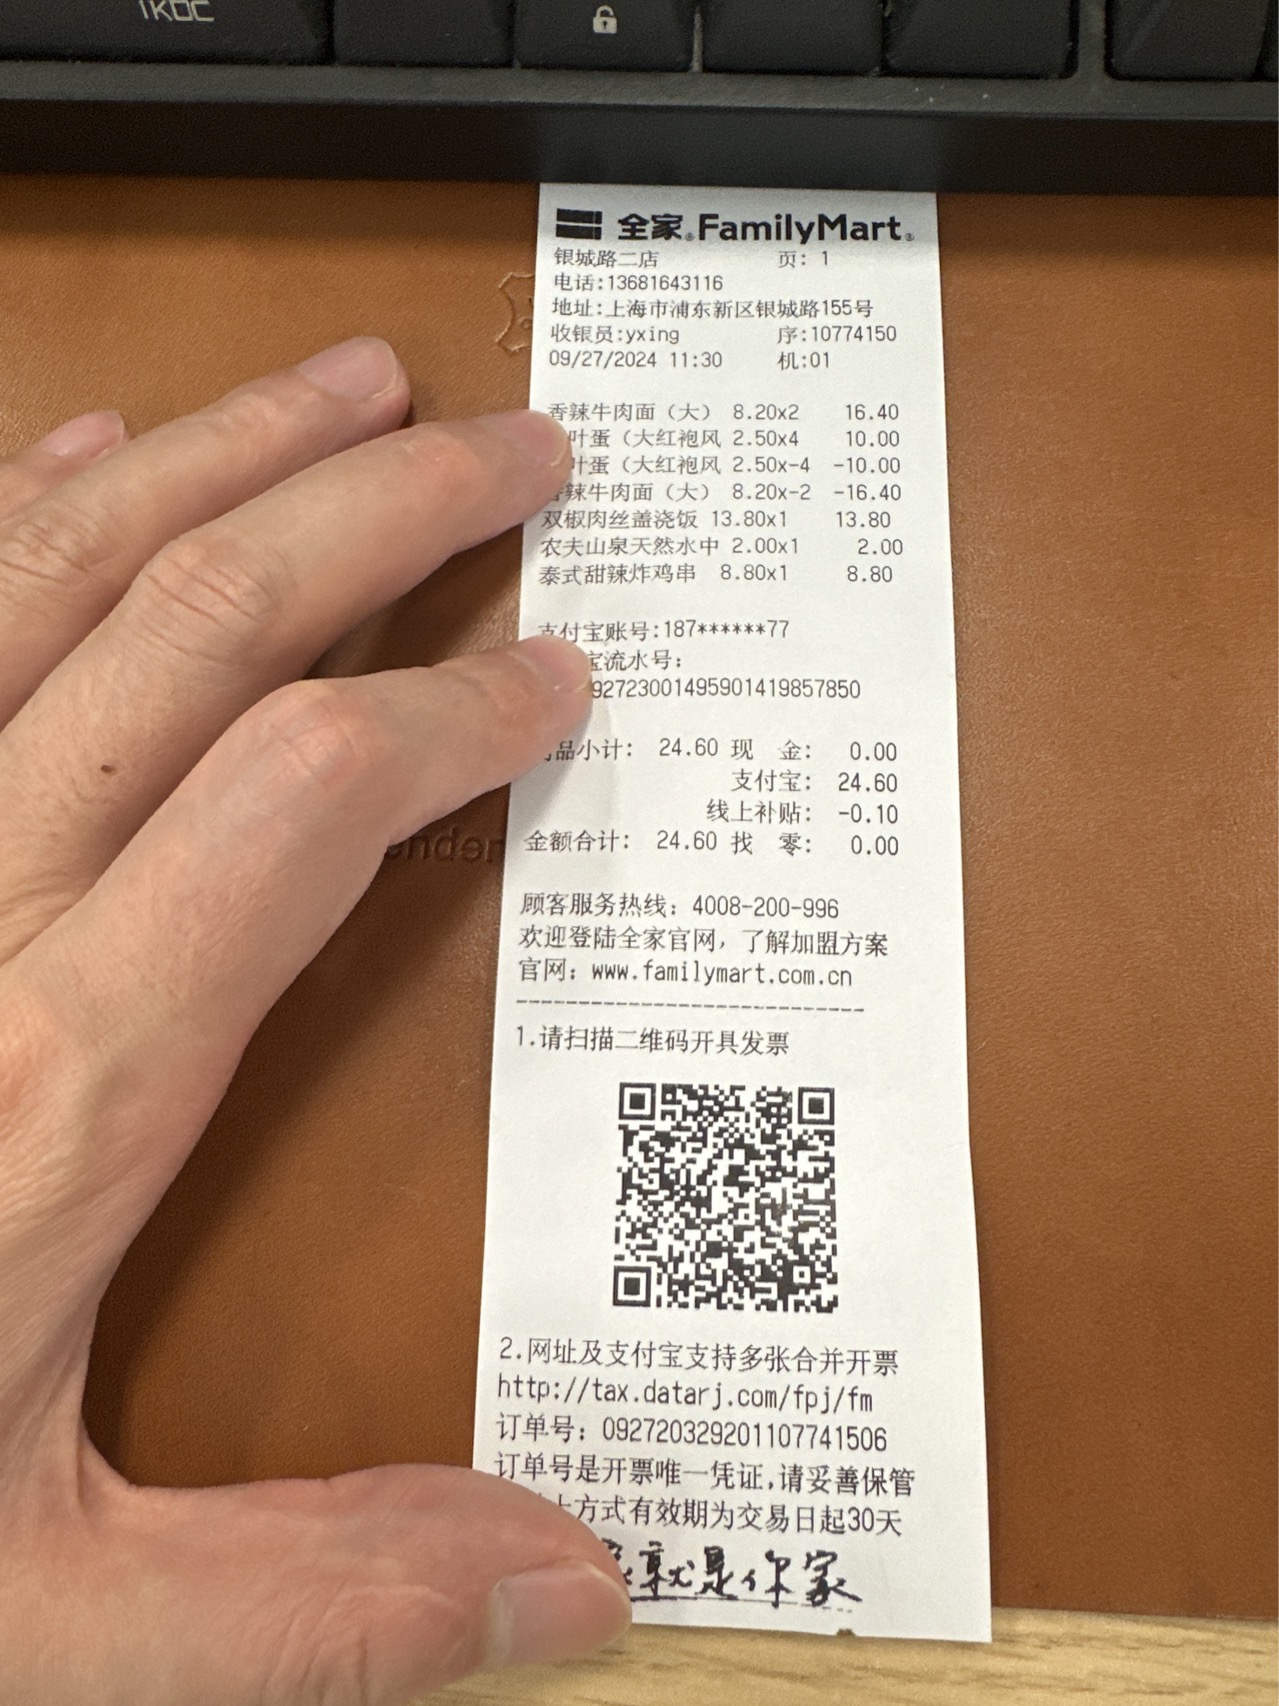 全家®FamilyMart®
银城路二店 页: 1
电话:13681643116
地址:上海市浦东新区银城路155号
收银员:yxing 序:10774150
09/27/2024 11:30 机:01
香辣牛肉面（大） 8.20x2 16.40
叶蛋（大红袍风 2.50x4 10.00
叶蛋（大红袍风 2.50x-4 -10.00
香辣牛肉面（大） 8.20x-2 -16.40
双椒肉丝盖浇饭 13.80x1 13.80
农夫山泉天然水中 2.00x1 2.00
泰式甜辣炸鸡串 8.80x1 8.80
支付宝账号:187******77
宝流水号:
92723001495901419857850
品小计: 24.60 现 金: 0.00
支付宝: 24.60
线上补贴: -0.10
金额合计: 24.60 找 零: 0.00
顾客服务热线: 4008-200-996
欢迎登陆全家官网，了解加盟方案
官网: www.familymart.com.cn
------------------------------
1.请扫描二维码开具发票
2.网址及支付宝支持多张合并开票
http://tax.datarj.com/fpj/fm
订单号: 092720329201107741506
订单号是开票唯一凭证,请妥善保管
上方式有效期为交易日起30天
家就是你家